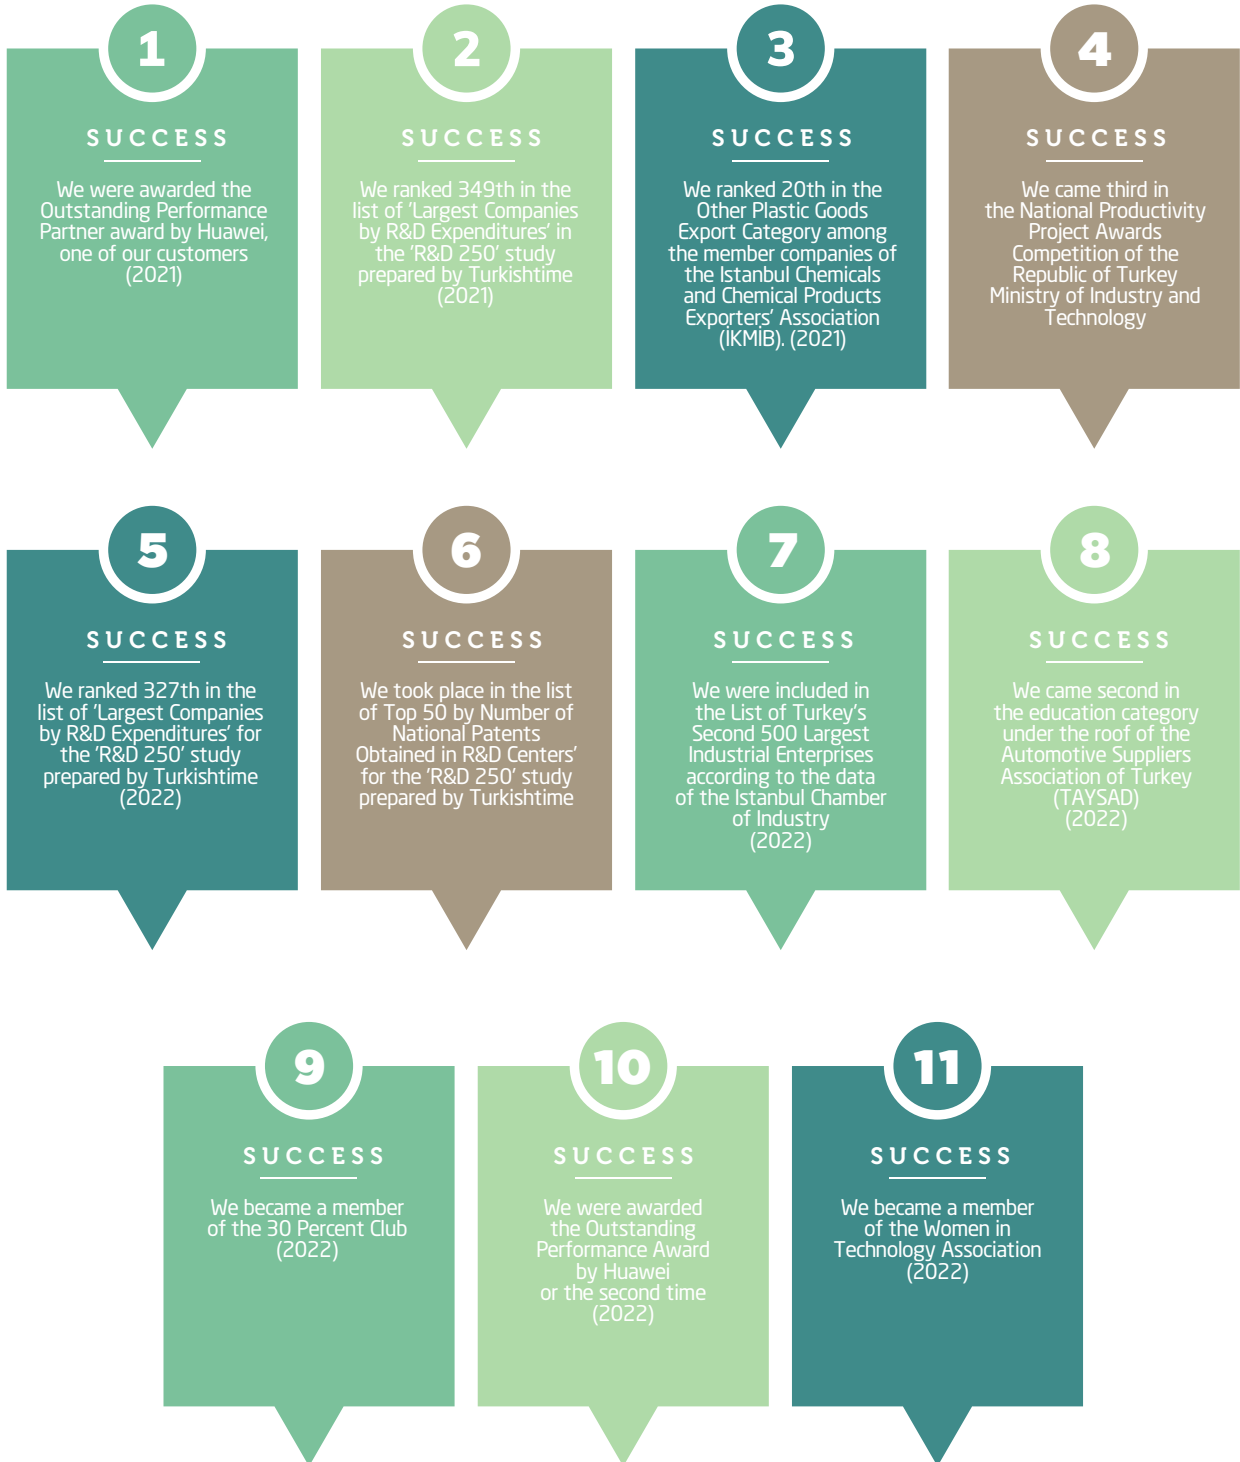 1
SUCCESS
We were awarded the
Outstanding Performance
Partner award by Huawei,
one of our customers
(2021)
2
SUCCESS
We ranked 349th in the
list of 'Largest Companies
by R&D Expenditures' in
the 'R&D 250' study
prepared by Turkishtime
(2021)
3
SUCCESS
We ranked 20th in the
Other Plastic Goods
Export Category among
the member companies of
the Istanbul Chemicals
and Chemical Products
Exporters' Association
(İKMİB). (2021)
4
SUCCESS
We came third in
the National Productivity
Project Awards
Competition of the
Republic of Turkey
Ministry of Industry and
Technology
5
SUCCESS
We ranked 327th in the
list of 'Largest Companies
by R&D Expenditures' for
the 'R&D 250' study
prepared by Turkishtime
(2022)
6
SUCCESS
We took place in the list
of Top 50 by Number of
National Patents
Obtained in R&D Centers'
for the 'R&D 250' study
prepared by Turkishtime
7
SUCCESS
We were included in
the List of Turkey's
Second 500 Largest
Industrial Enterprises
according to the data
of the Istanbul Chamber
of Industry
(2022)
8
SUCCESS
We came second in
the education category
under the roof of the
Automotive Suppliers
Association of Turkey
(TAYSAD)
(2022)
9
SUCCESS
We became a member
of the 30 Percent Club
(2022)
10
SUCCESS
We were awarded
the Outstanding
Performance Award
by Huawei
or the second time
(2022)
11
SUCCESS
We became a member
of the Women in
Technology Association
(2022)